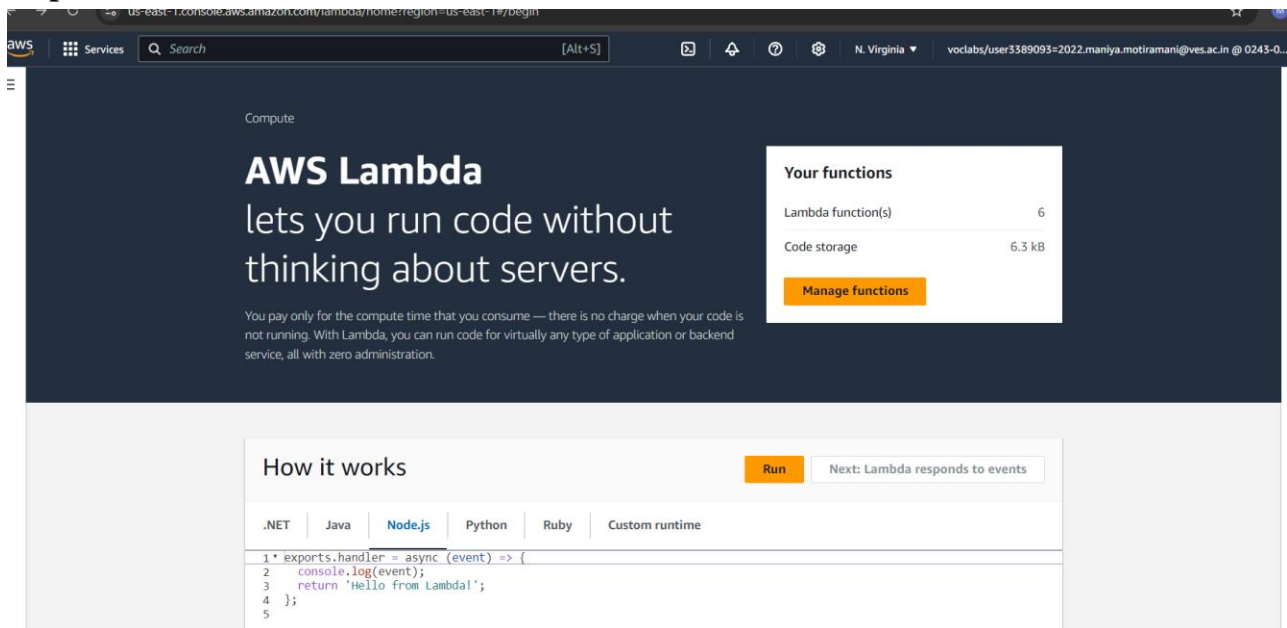 us-east-1.console.aws.amazon.com/lambda/home?region=us-east-1#/begin
aws Services Search [Alt+S] N. Virginia ▼ voclabs/user3389093=2022.maniya.motiramani@ves.ac.in @ 0243-0...
Compute
AWS Lambda
lets you run code without
thinking about servers.
You pay only for the compute time that you consume — there is no charge when your code is
not running. With Lambda, you can run code for virtually any type of application or backend
service, all with zero administration.
Your functions
Lambda function(s) 6
Code storage 6.3 kB
Manage functions
How it works
Run
Next: Lambda responds to events
.NET Java Node.js Python Ruby Custom runtime
1 exports.handler = async (event) => {
2 console.log(event);
3 return 'Hello from Lambda!';
4 };
5